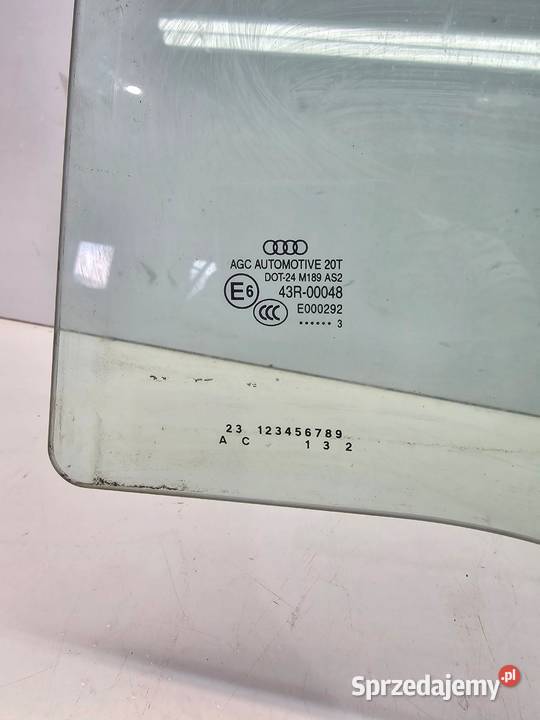 AGC AUTOMOTIVE 20T
DOT-24 M189 AS2
E6 43R-00048
CCC E000292
...... 3
23 123456789
A C 1 3 2
Sprzedajemy.pl